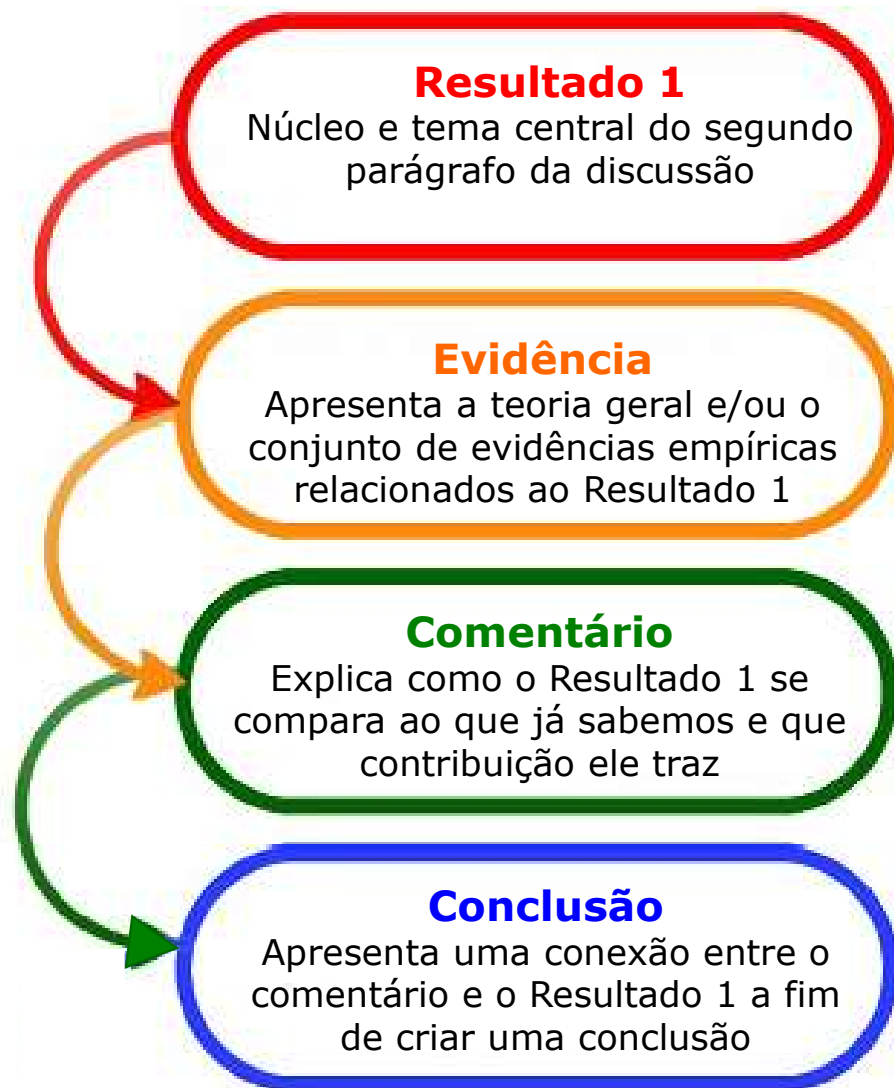 Resultado 1
Núcleo e tema central do segundo
parágrafo da discussão
Evidência
Apresenta a teoria geral e/ou o
conjunto de evidências empíricas
relacionados ao Resultado 1
Comentário
Explica como o Resultado 1 se
compara ao que já sabemos e que
contribuição ele traz
Conclusão
Apresenta uma conexão entre o
comentário e o Resultado 1 a fim
de criar uma conclusão